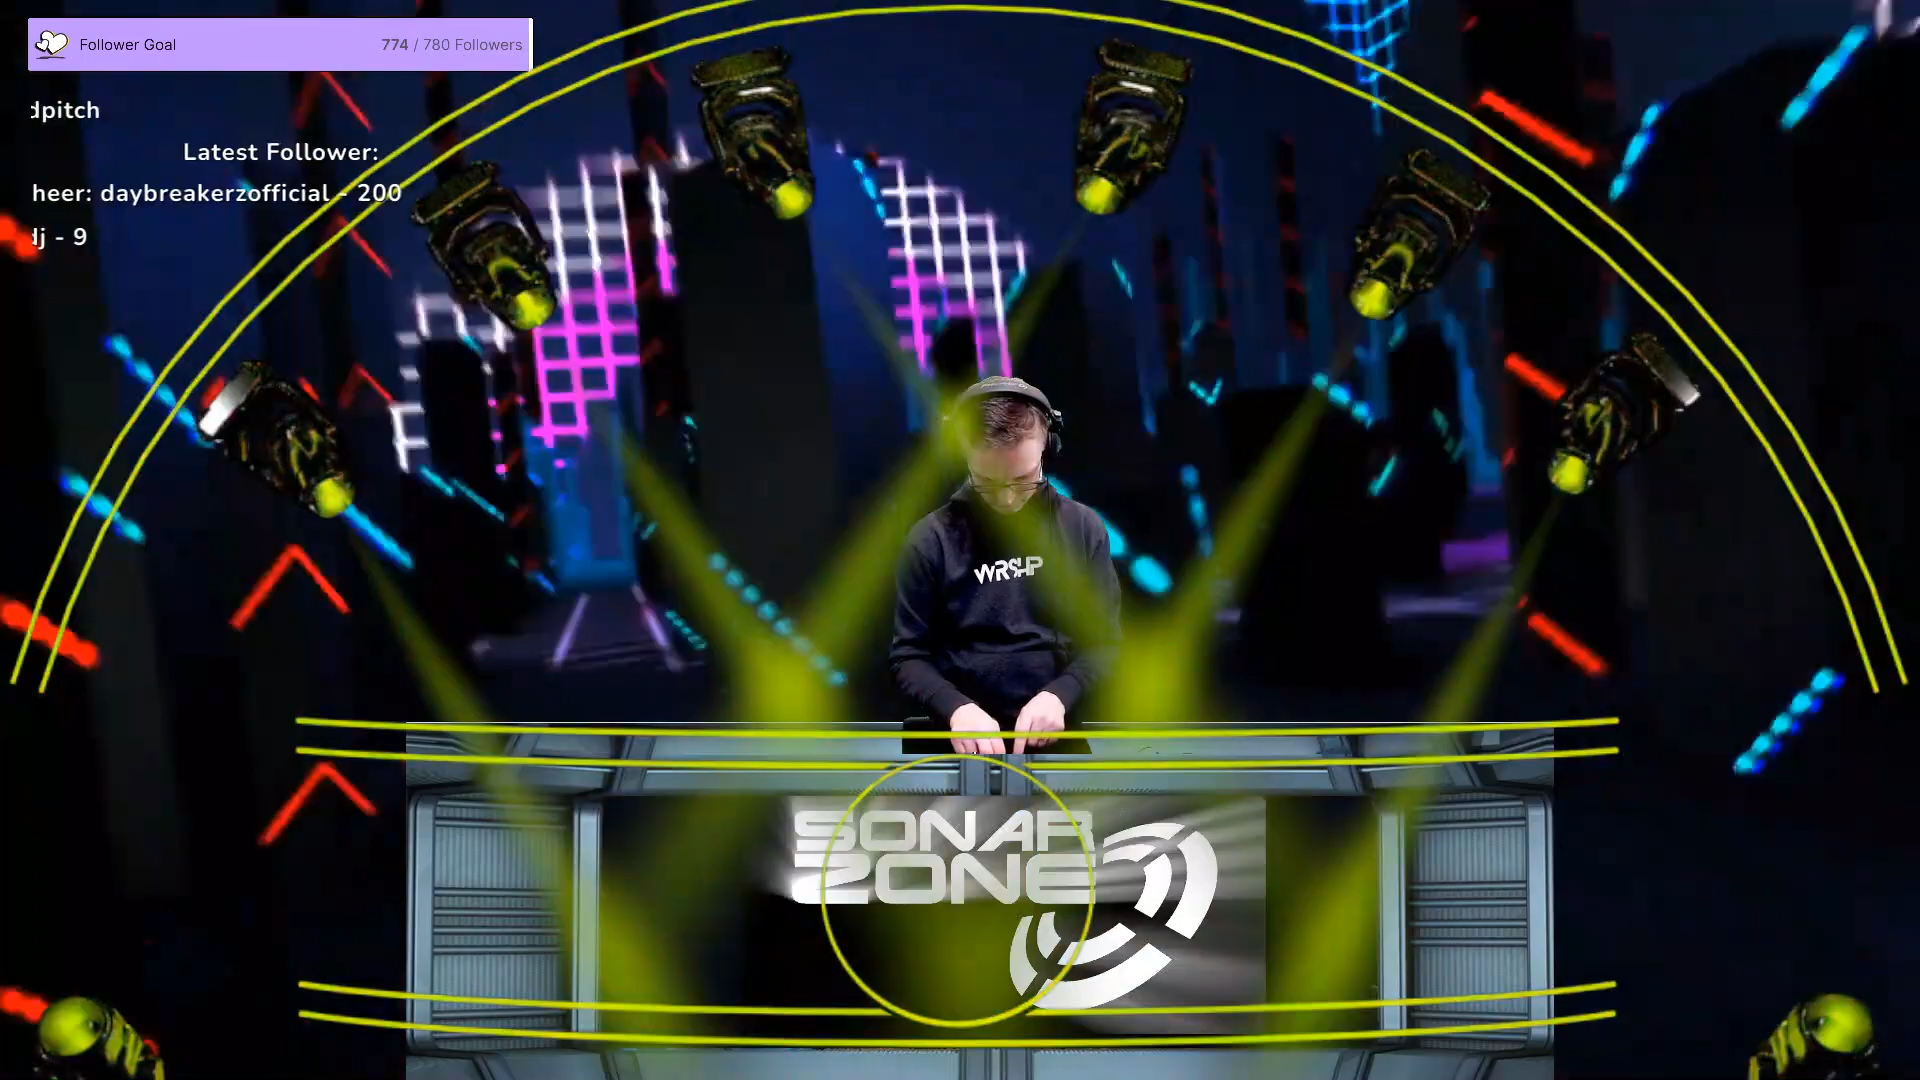 Follower Goal 774 / 780 Followers
dpitch
Latest Follower:
heer: daybreakerzofficial - 200
dj - 9
WRSHP
SONAR
ZONE